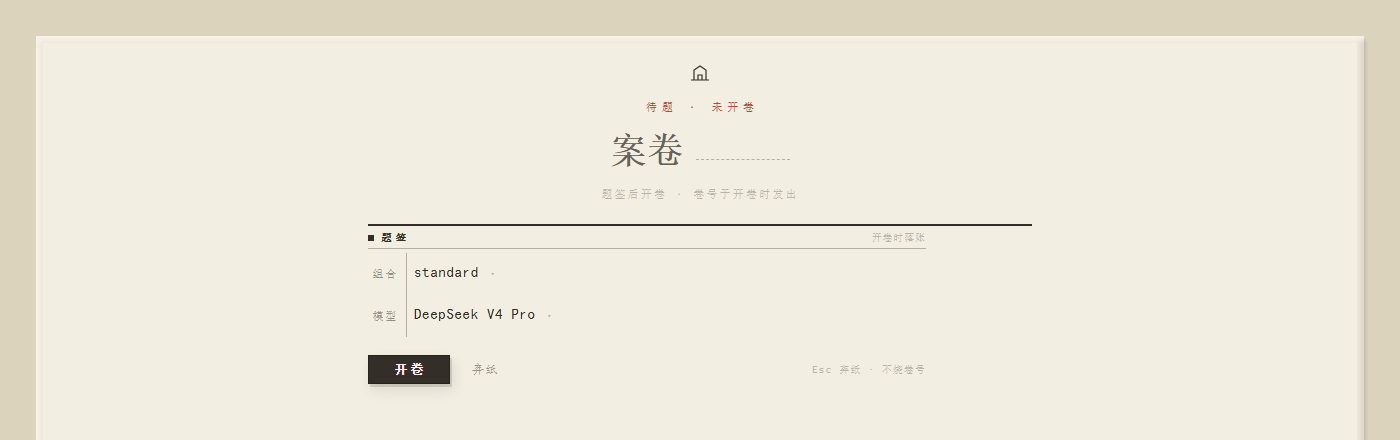 待题 · 未开卷
案卷
题签后开卷 · 卷号于开卷时发出
题签 开卷时落张
组合 standard
模型 DeepSeek V4 Pro
开卷 弃纸 Esc 弃纸 · 不烧卷号